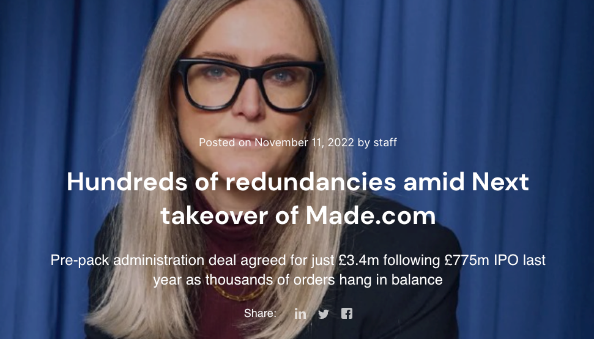 Posted on November 11, 2022 by staff
Hundreds of redundancies amid Next
takeover of Made.com
Pre-pack administration deal agreed for just £3.4m following £775m IPO last
year as thousands of orders hang in balance
Share: